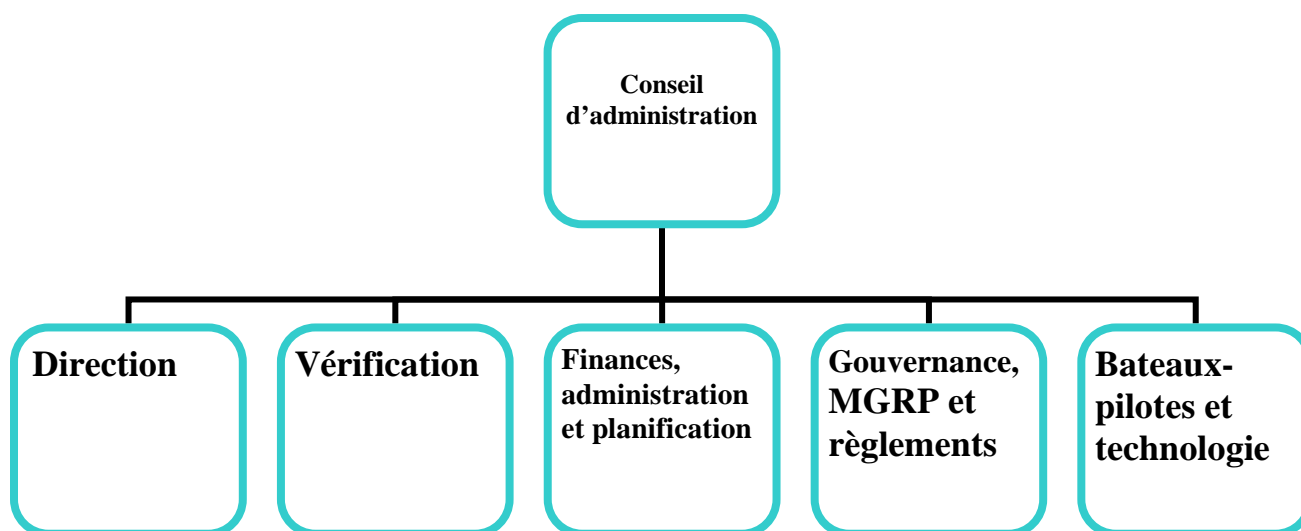 Conseil
d’administration
Direction
Vérification
Finances,
administration
et planification
Gouvernance,
MGRP et
règlements
Bateaux-
pilotes et
technologie